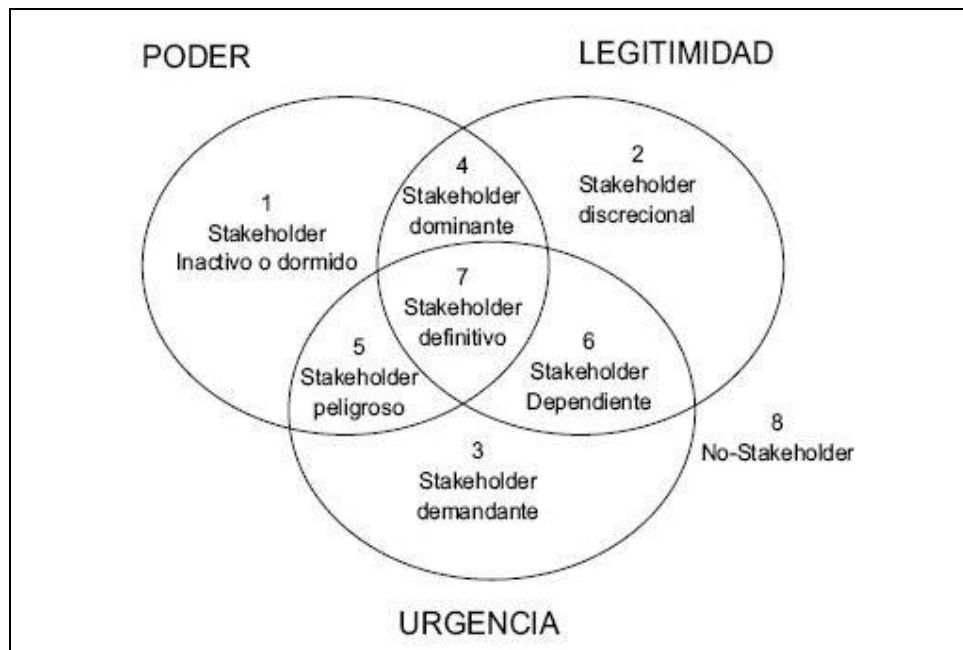 PODER
LEGITIMIDAD
1
Stakeholder
Inactivo o dormido
4
Stakeholder
dominante
2
Stakeholder
discrecional
7
Stakeholder
definitivo
5
Stakeholder
peligroso
6
Stakeholder
Dependiente
3
Stakeholder
demandante
8
No-Stakeholder
URGENCIA